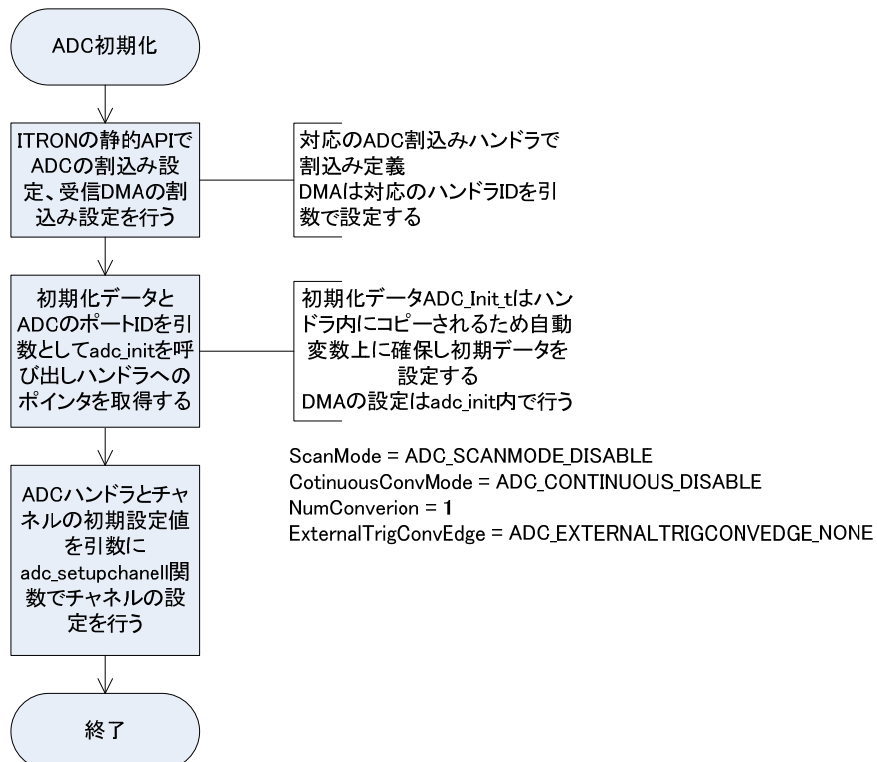 ADC初期化
ITRONの静的APIで
ADCの割込み設
定、受信DMAの割
込み設定を行う
対応のADC割込みハンドラで
割込み定義
DMAは対応のハンドラIDを引
数で設定する
初期化データと
ADCのポートIDを引
数としてadc_initを呼
び出しハンドラへの
ポインタを取得する
初期化データADC_Init_tはハン
ドラ内にコピーされるため自動
変数上に確保し初期データを
設定する
DMAの設定はadc_init内で行う
ScanMode = ADC_SCANMODE_DISABLE
CotinuousConvMode = ADC_CONTINUOUS_DISABLE
NumConverion = 1
ExternalTrigConvEdge = ADC_EXTERNALTRIGCONVEDGE_NONE
ADCハンドラとチャ
ネルの初期設定値
を引数に
adc_setupchanell関
数でチャネルの設
定を行う
終了